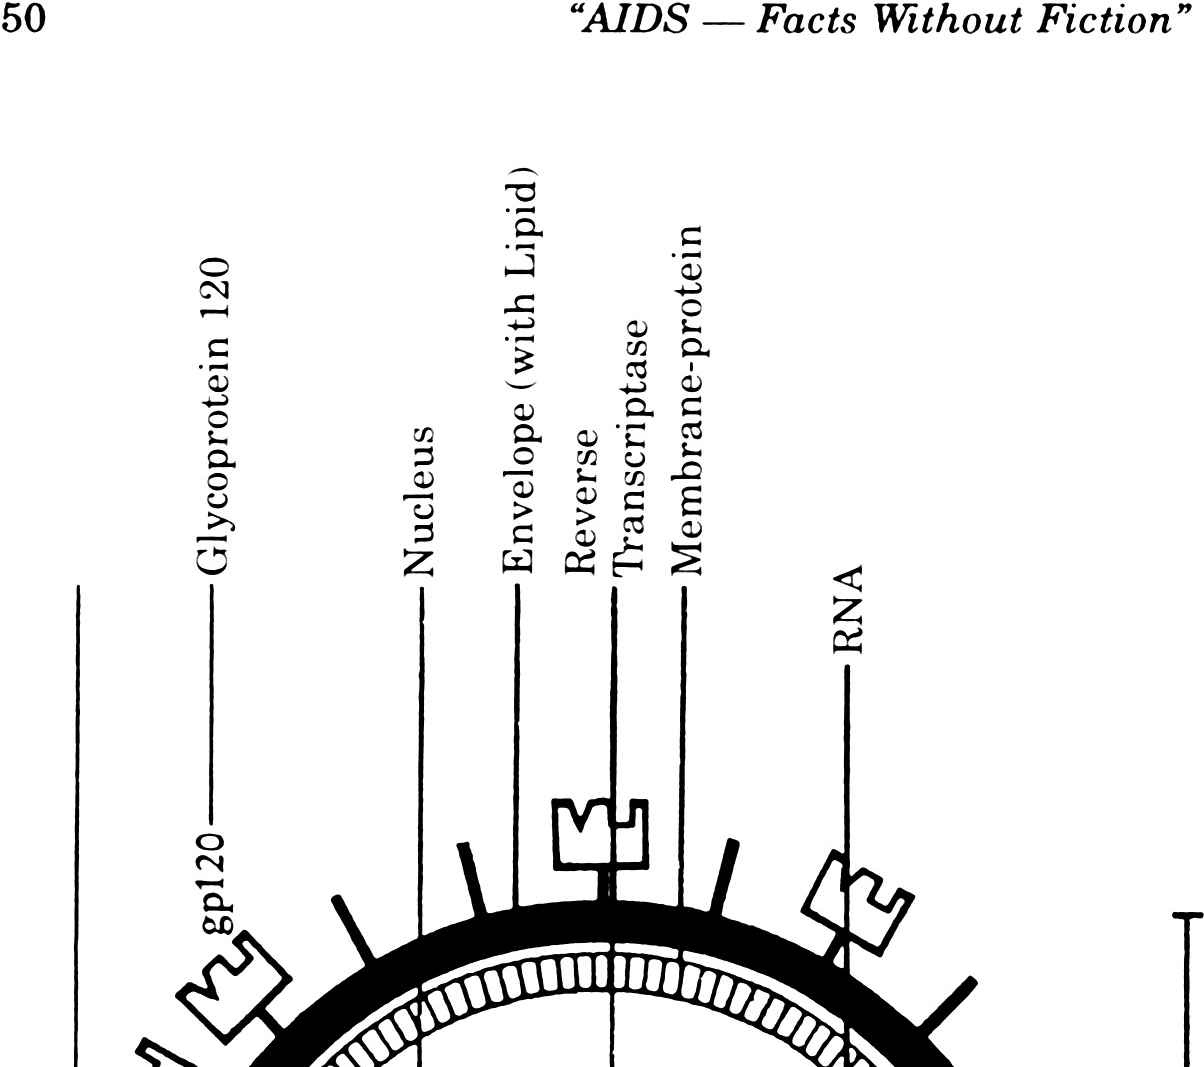 50
“AIDS — Facts Without Fiction”
Glycoprotein 120
gp120
Nucleus
Envelope (with Lipid)
Reverse
Transcriptase
Membrane-protein
RNA